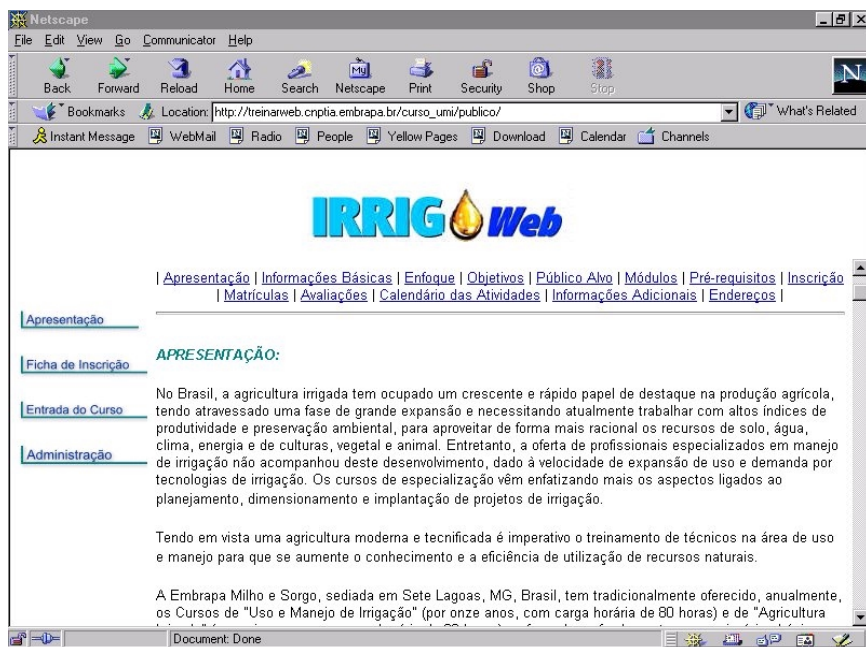 Netscape
File Edit View Go Communicator Help
Back Forward Reload Home Search Netscape Print Security Shop Stop
Bookmarks Location: http://treinarweb.cnptia.embrapa.br/curso_umi/publico/ What's Related
Instant Message WebMail Radio People Yellow Pages Download Calendar Channels
IRRIG Web
| Apresentação | Informações Básicas | Enfoque | Objetivos | Público Alvo | Módulos | Pré-requisitos | Inscrição
| Matrículas | Avaliações | Calendário das Atividades | Informações Adicionais | Endereços |
Apresentação
Ficha de Inscrição
Entrada do Curso
Administração
APRESENTAÇÃO:
No Brasil, a agricultura irrigada tem ocupado um crescente e rápido papel de destaque na produção agrícola,
tendo atravessado uma fase de grande expansão e necessitando atualmente trabalhar com altos índices de
produtividade e preservação ambiental, para aproveitar de forma mais racional os recursos de solo, água,
clima, energia e de culturas, vegetal e animal. Entretanto, a oferta de profissionais especializados em manejo
de irrigação não acompanhou deste desenvolvimento, dado à velocidade de expansão de uso e demanda por
tecnologias de irrigação. Os cursos de especialização vêm enfatizando mais os aspectos ligados ao
planejamento, dimensionamento e implantação de projetos de irrigação.
Tendo em vista uma agricultura moderna e tecnificada é imperativo o treinamento de técnicos na área de uso
e manejo para que se aumente o conhecimento e a eficiência de utilização de recursos naturais.
A Embrapa Milho e Sorgo, sediada em Sete Lagoas, MG, Brasil, tem tradicionalmente oferecido, anualmente,
os Cursos de "Uso e Manejo de Irrigação" (por onze anos, com carga horária de 80 horas) e de "Agricultura
Document: Done